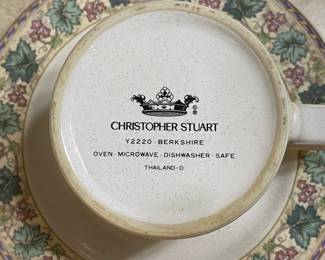 CHRISTOPHER STUART
Y2220 BERKSHIRE
OVEN · MICROWAVE · DISHWASHER · SAFE
THAILAND-D